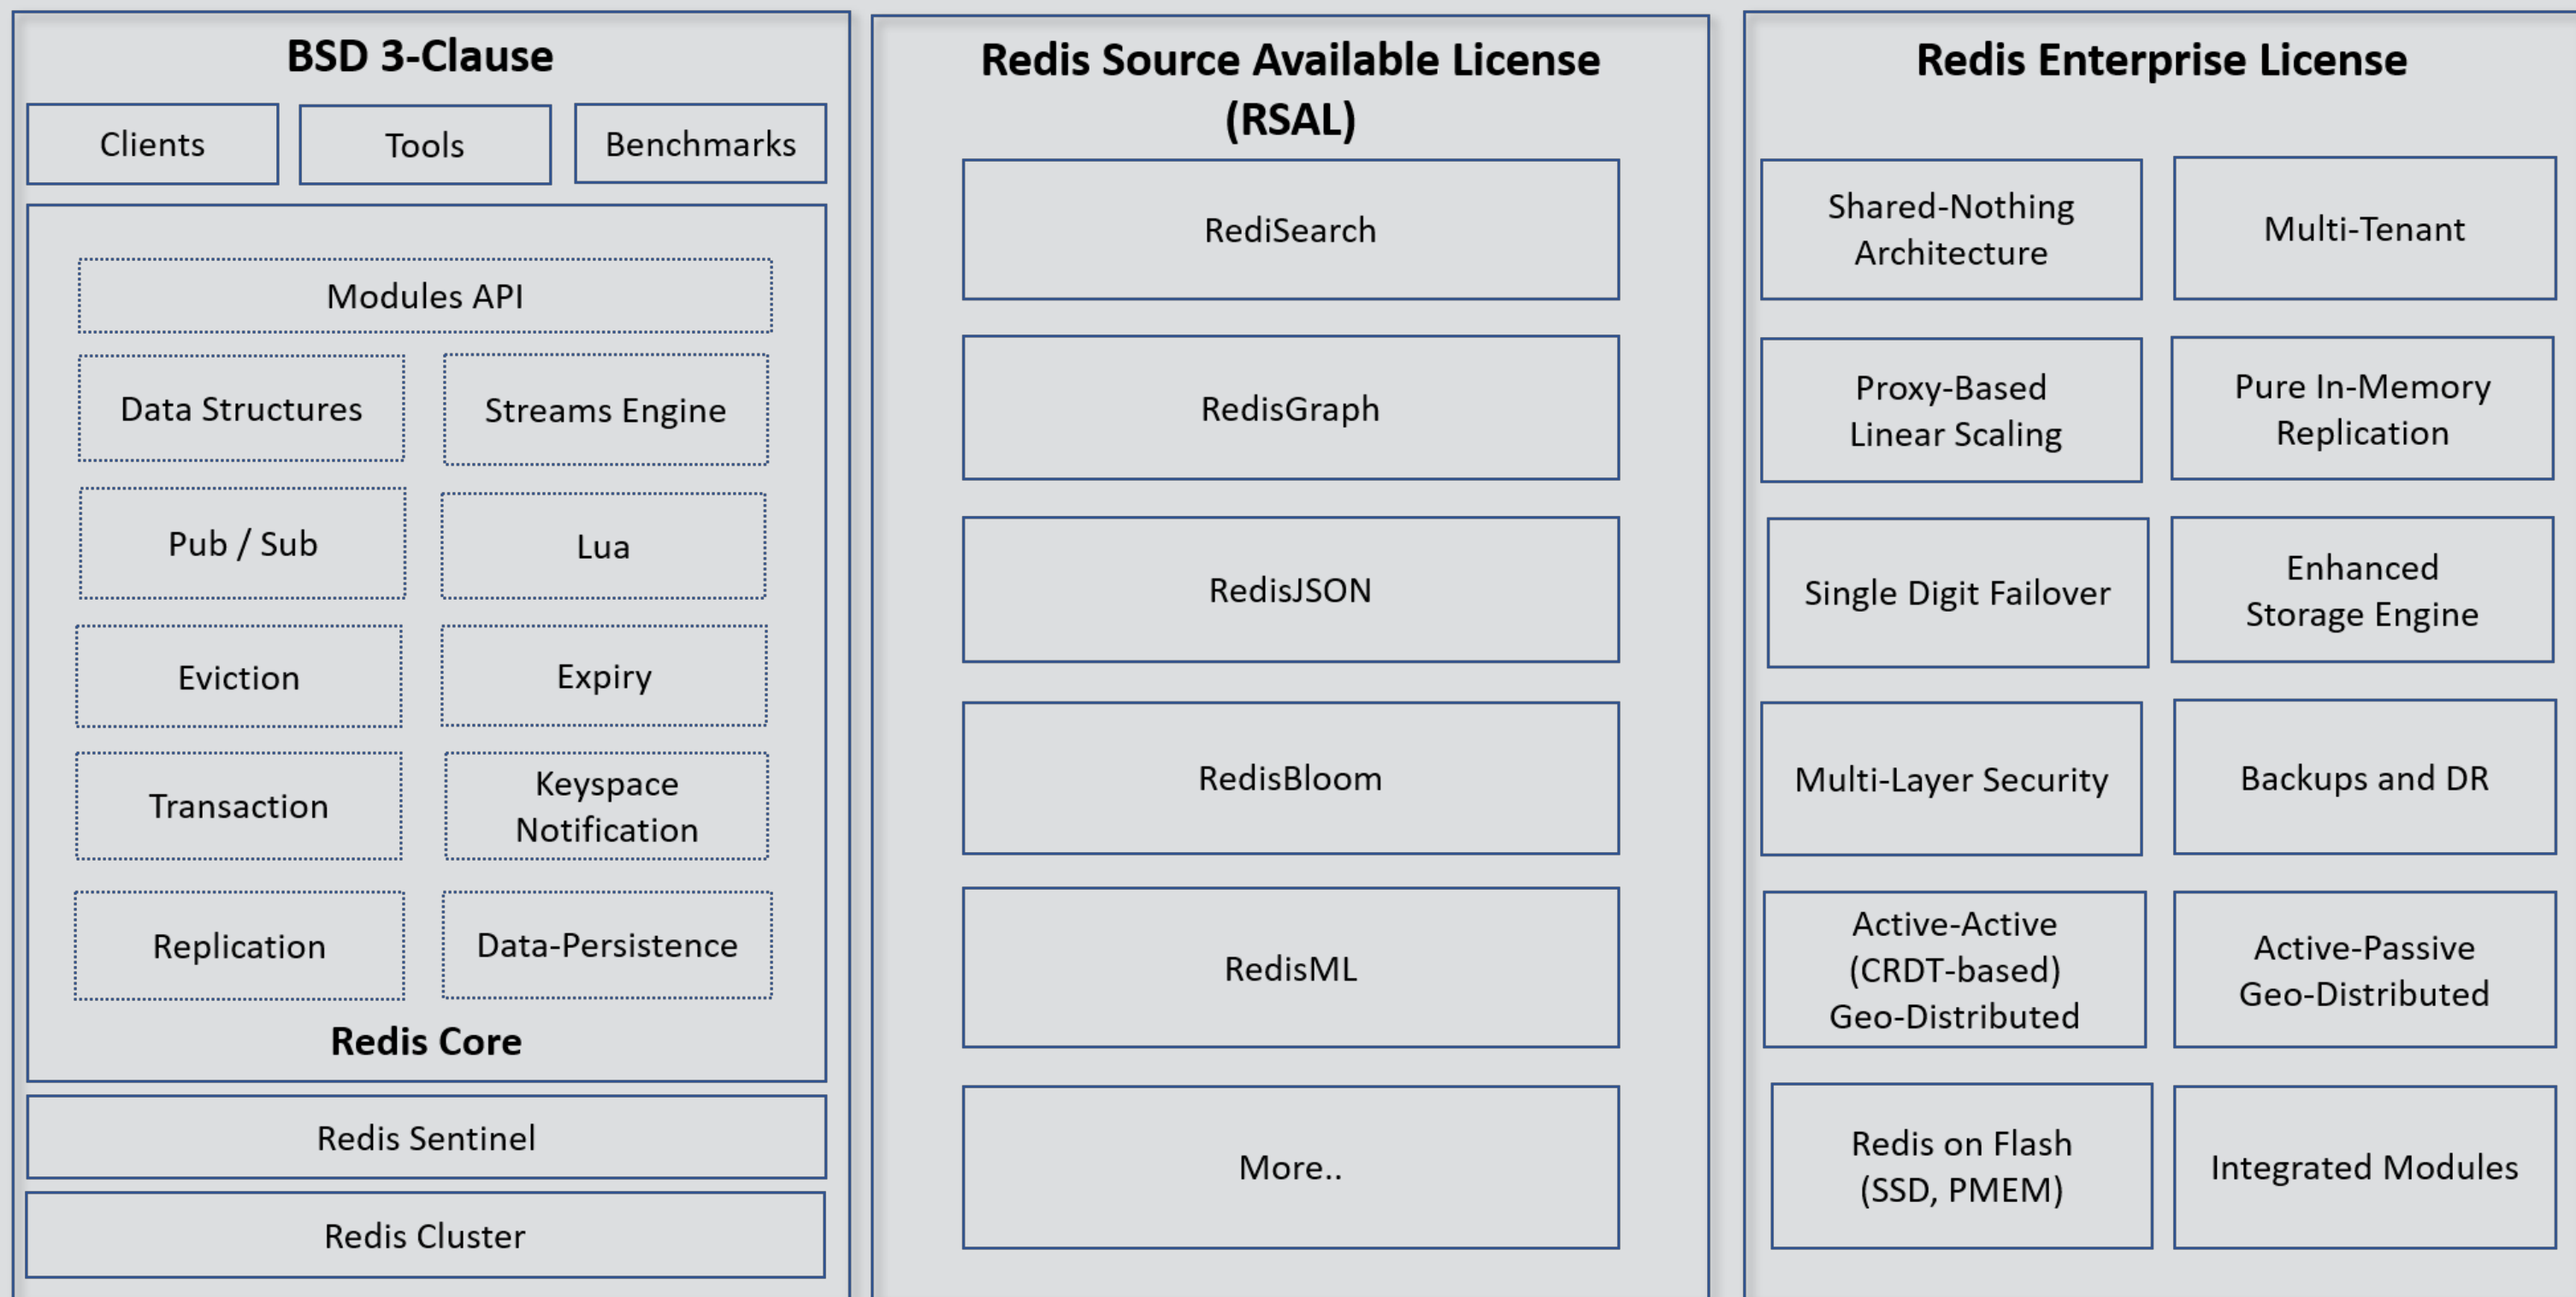 BSD 3-Clause
Clients
Tools
Benchmarks
Modules API
Data Structures
Streams Engine
Pub / Sub
Lua
Eviction
Expiry
Transaction
Keyspace
Notification
Replication
Data-Persistence
Redis Core
Redis Sentinel
Redis Cluster
Redis Source Available License
(RSAL)
RediSearch
RedisGraph
RedisJSON
RedisBloom
RedisML
More..
Redis Enterprise License
Shared-Nothing
Architecture
Multi-Tenant
Proxy-Based
Linear Scaling
Pure In-Memory
Replication
Single Digit Failover
Enhanced
Storage Engine
Multi-Layer Security
Backups and DR
Active-Active
(CRDT-based)
Geo-Distributed
Active-Passive
Geo-Distributed
Redis on Flash
(SSD, PMEM)
Integrated Modules